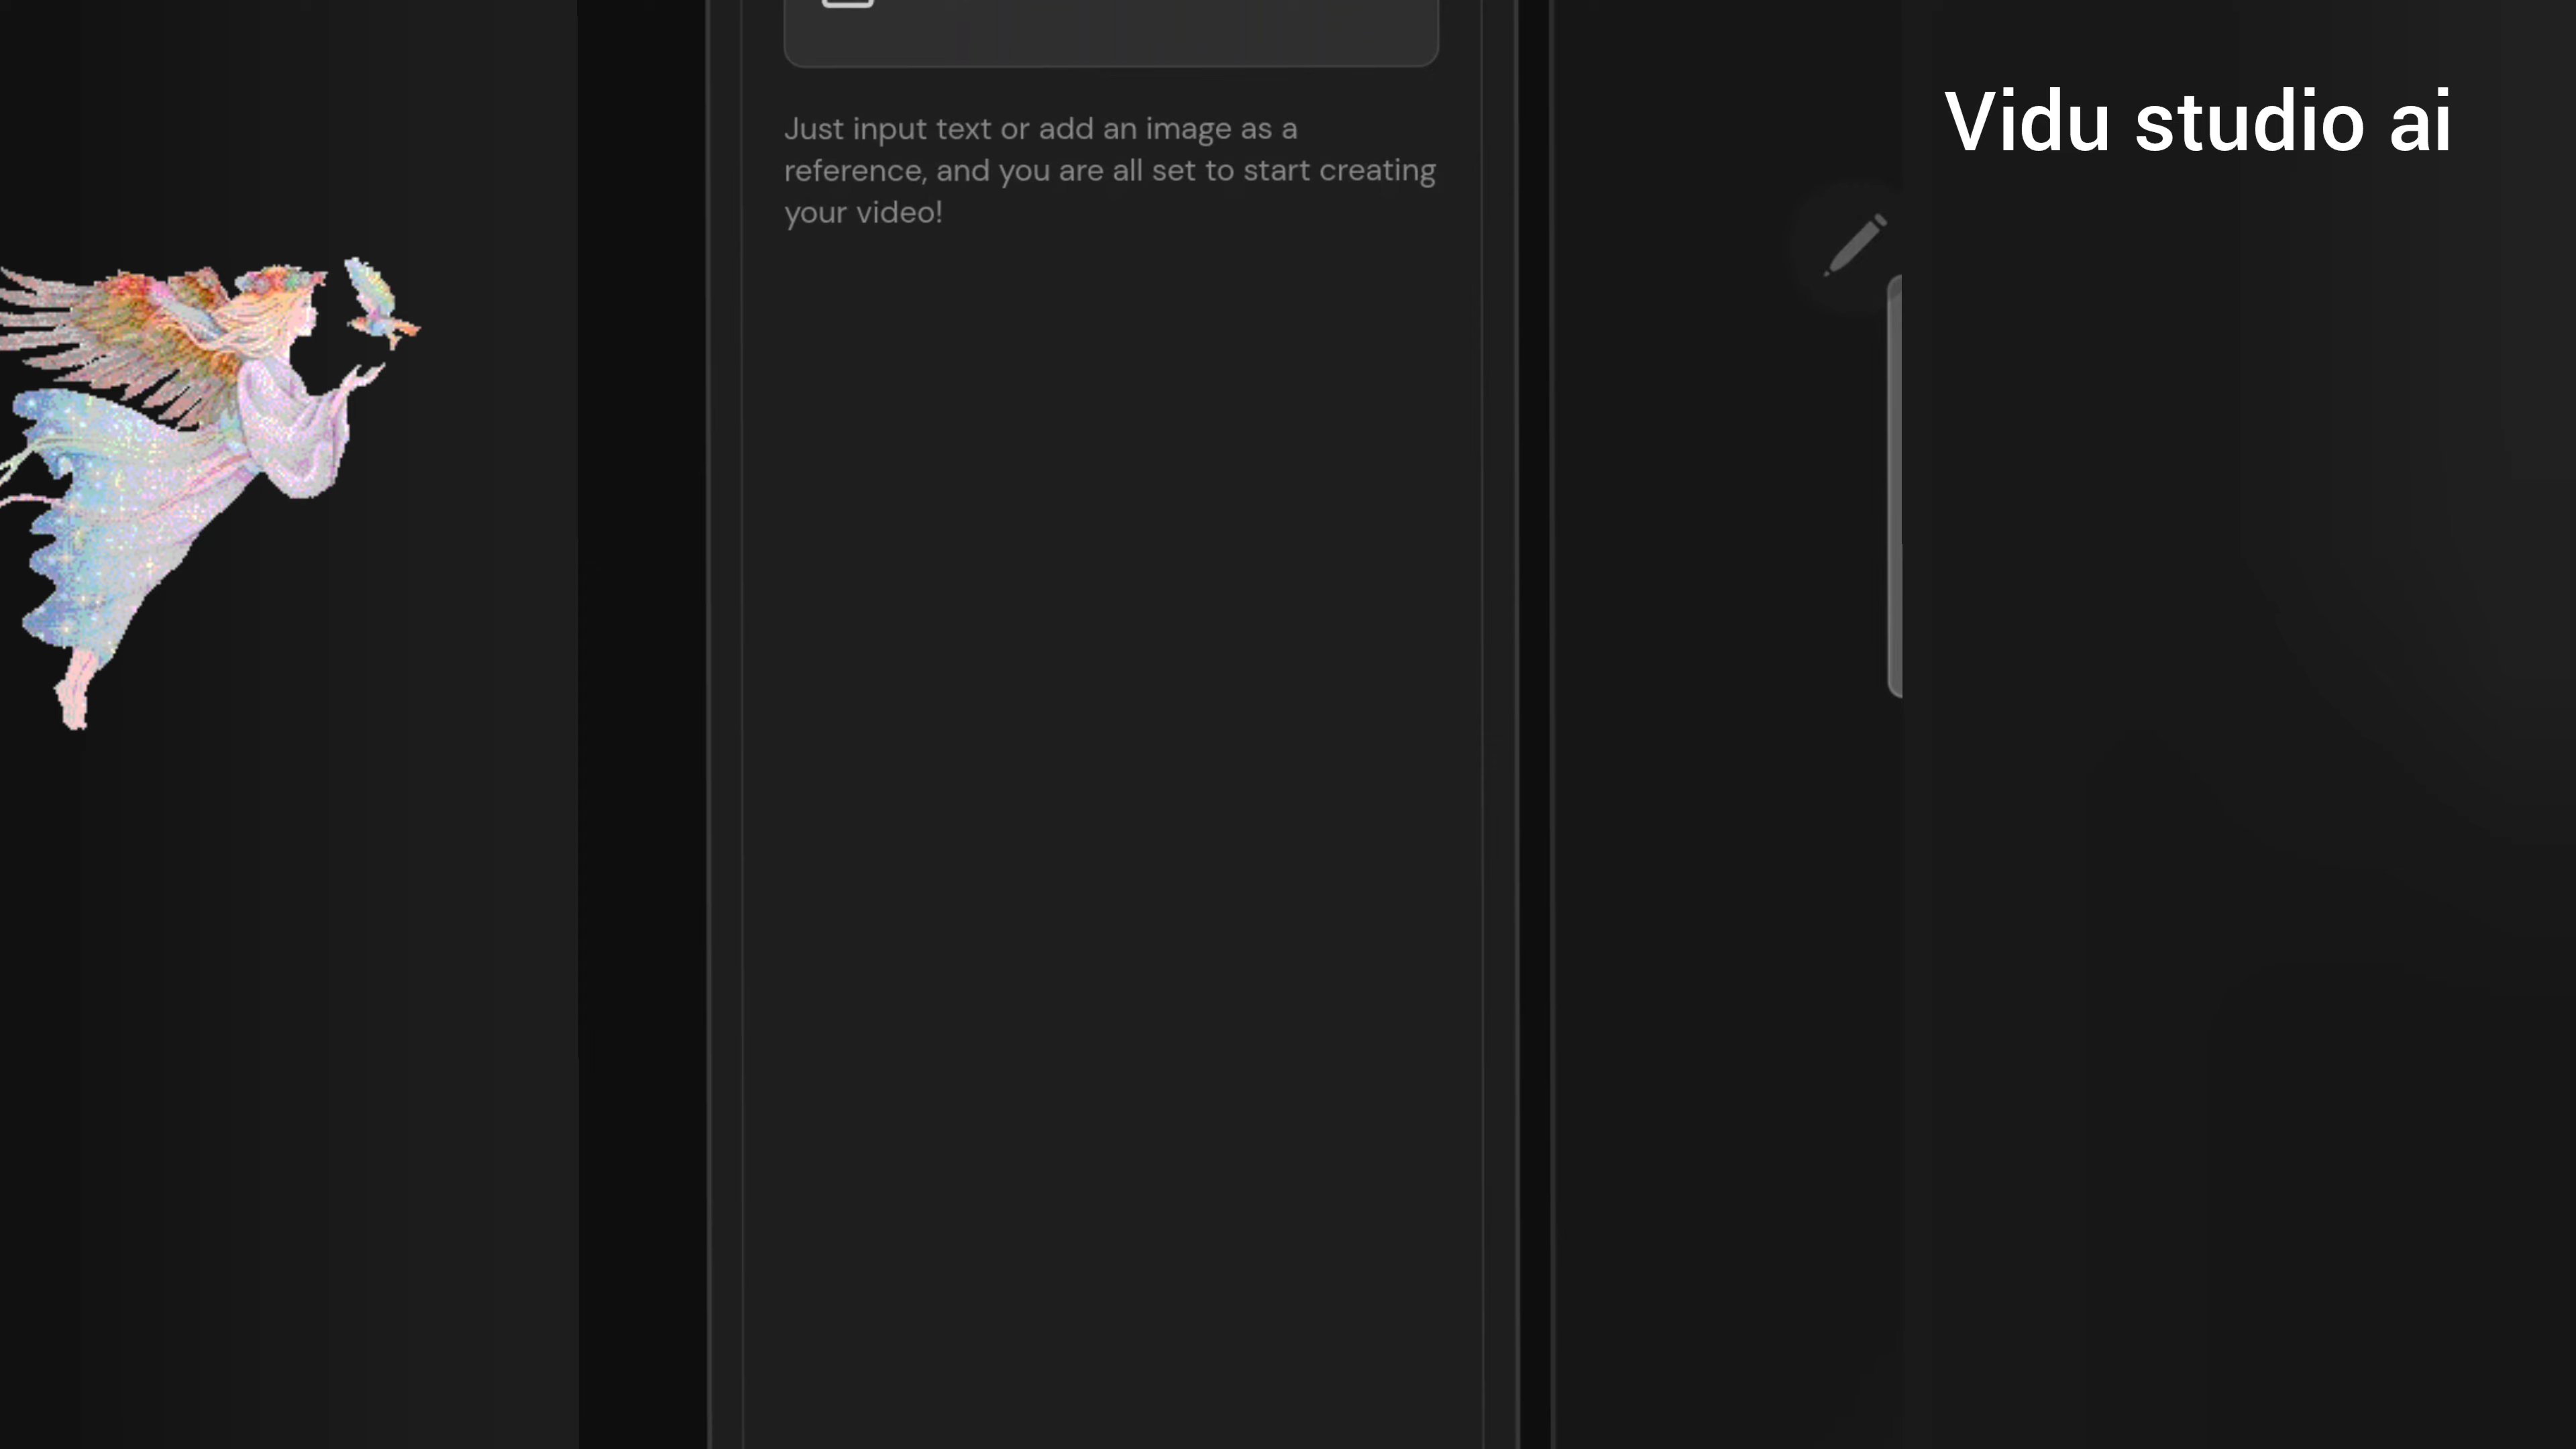 Vidu studio ai
Just input text or add an image as a
reference, and you are all set to start creating
your video!